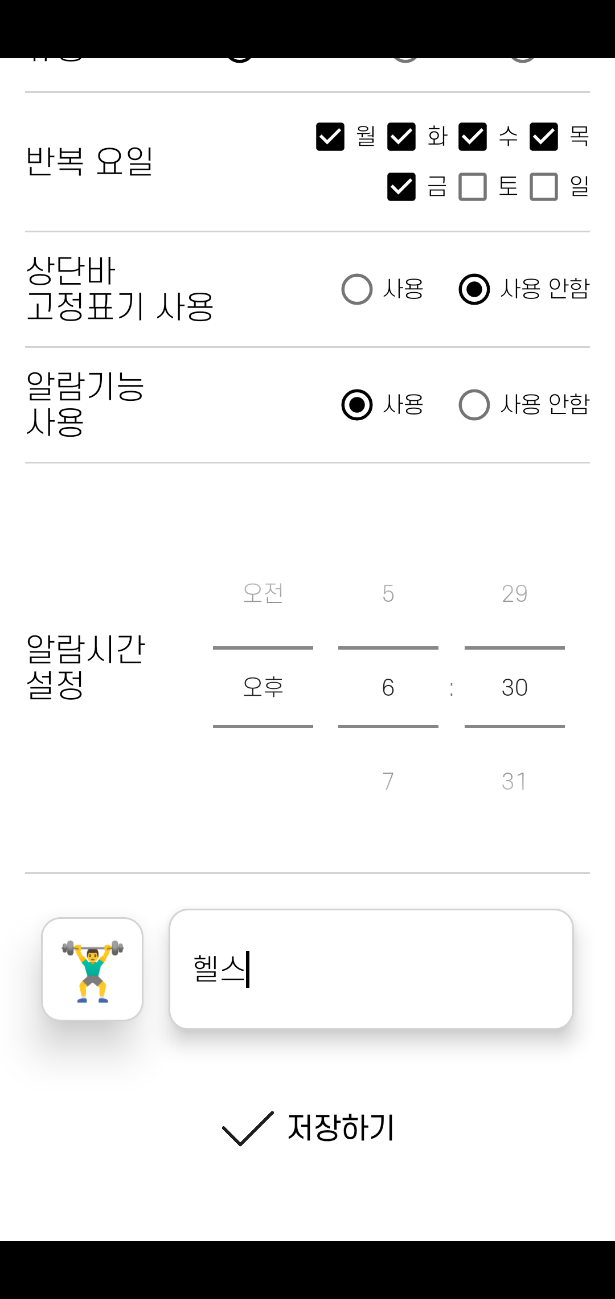 월 화 수 목
반복 요일
금 토 일
상단바
고정표기 사용
사용 사용 안함
알람기능
사용
사용 사용 안함
오전 5 29
알람시간
설정
오후 6 : 30
7 31
헬스
저장하기